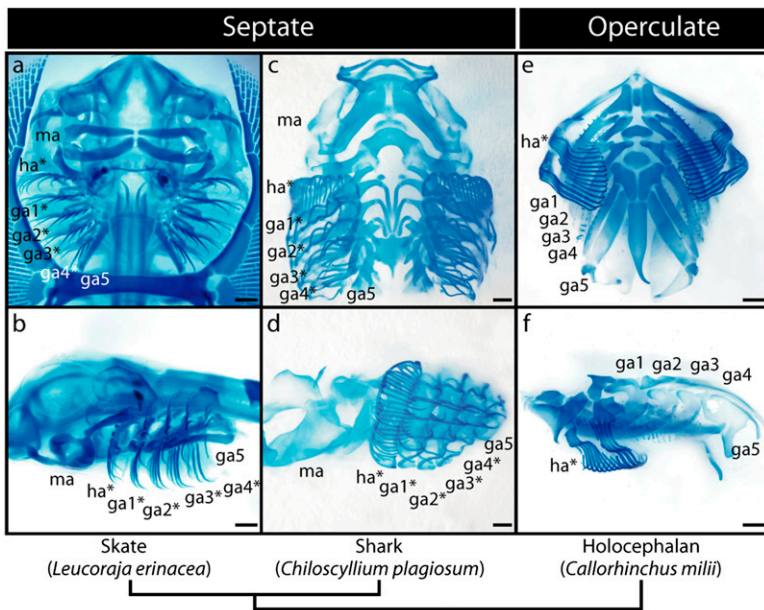 Septate
Operculate
a
ma
ha*
ga1*
ga2*
ga3*
ga4* ga5
c
ma
ha*
ga1*
ga2*
ga3*
ga4* ga5
e
ha*
ga1
ga2
ga3
ga4
ga5
b
ma
ha*
ga1*
ga2*
ga3*
ga4*
ga5
d
ma
ha*
ga1*
ga2*
ga3*
ga4*
ga5
f
ga1 ga2 ga3
ga4
ga5
ha*
Skate
(Leucoraja erinacea)
Shark
(Chiloscyllium plagiosum)
Holocephalan
(Callorhinchus milii)